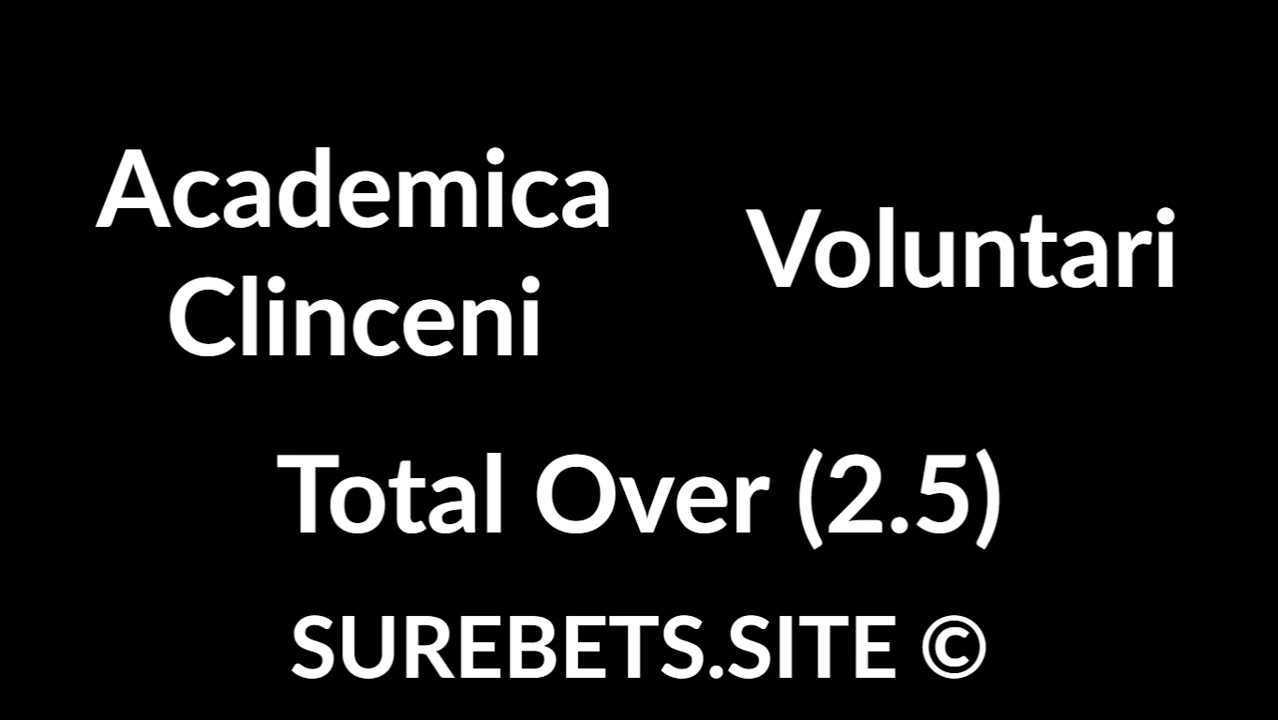 Academica
Clinceni
Voluntari
Total Over (2.5)
SUREBETS.SITE ©